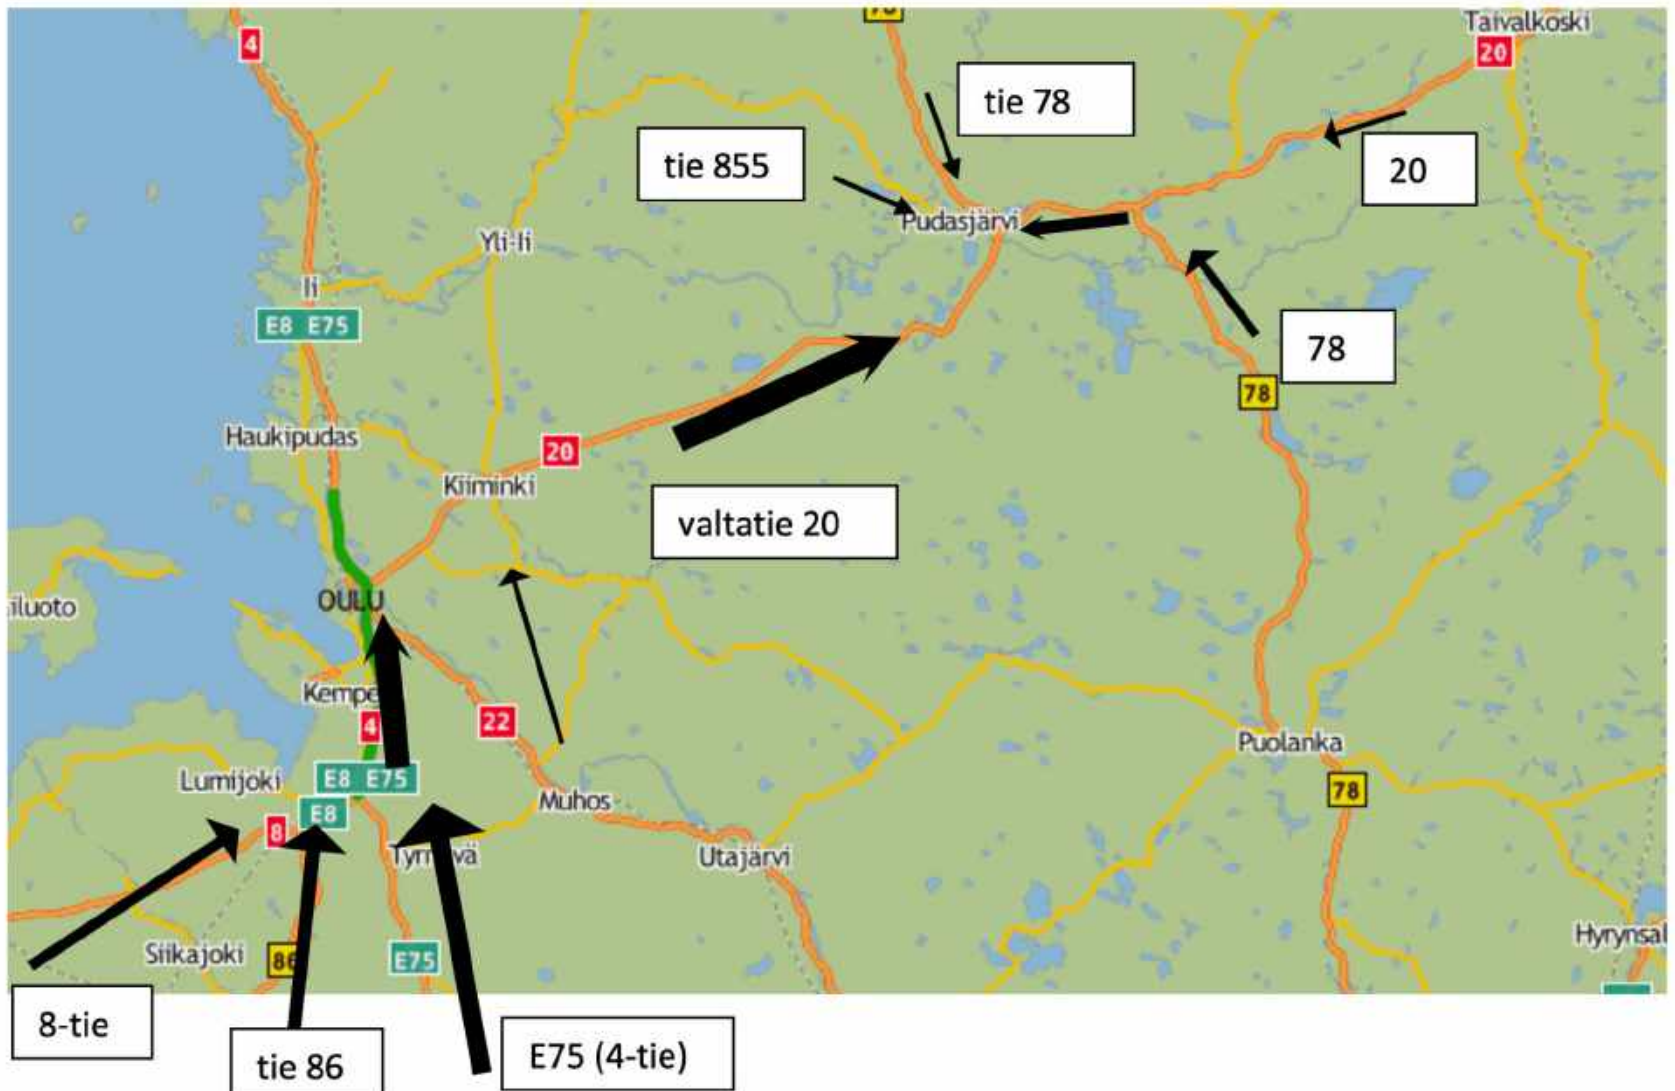 78
Taivalkoski
4
20
tie 78
tie 855
20
Pudasjärvi
Yli-Ii
Ii
E8 E75
78
78
Haukipudas
20
Kiiminki
valtatie 20
OULU
Kempe
4
22
Puolanka
Lumijoki
E8 E75
78
Muhos
E8
8
Utajärvi
Siikajoki
86
E75
8-tie
tie 86
E75 (4-tie)